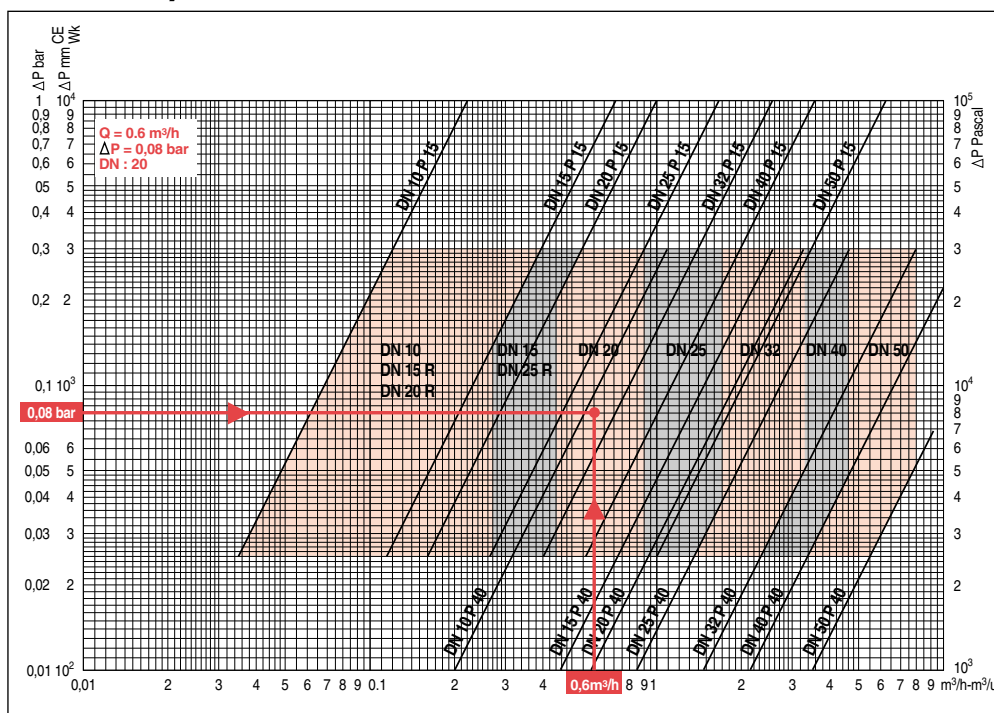 ΔP bar
ΔP mm CE
Wk
1 10⁴
0,9 9
0,8 8
0,7 7
0,6 6
05 5
0,4 4
0,3 3
0,2 2
0,1 10³
0,08 bar
0,06 6
0,05 5
0,04 4
0,03 3
0,02 2
0,01 10²
Q = 0.6 m³/h
ΔP = 0,08 bar
DN : 20
DN 10 P 15
DN 15 P 15
DN 20 P 15
DN 25 P 15
DN 32 P 15
DN 40 P 15
DN 50 P 15
DN 10
DN 15 R
DN 20 R
DN 15
DN 25 R
DN 20
DN 25
DN 32
DN 40
DN 50
DN 10 P 40
DN 15 P 40
DN 20 P 40
DN 25 P 40
DN 32 P 40
DN 40 P 40
DN 50 P 40
10⁵
9
8
7
6
5
4
3
2
10⁴
9
8
7
6
5
4
3
2
10³
ΔP Pascal
0,01 2 3 4 5 6 7 8 9 0.1 2 3 4 0,6m³/h 8 9 1 2 3 4 5 6 7 8 9 m³/h-m³/u